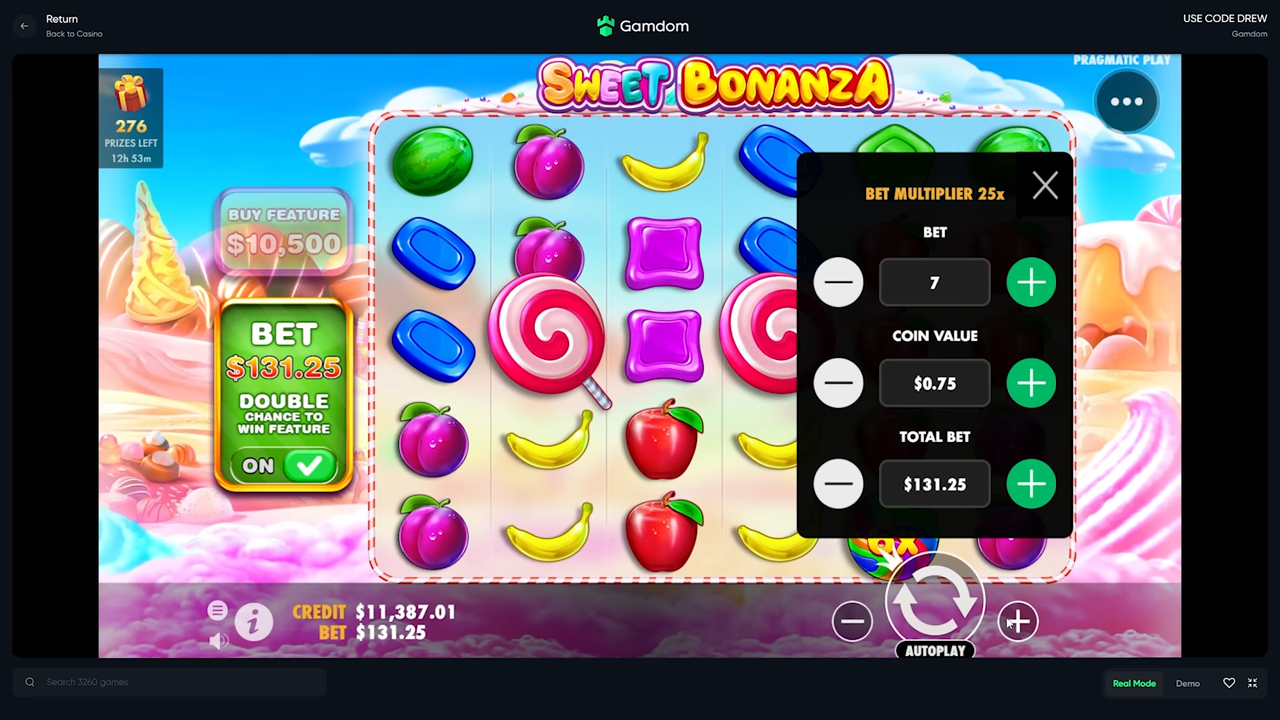 Return
Back to Casino
Gamdom
USE CODE DREW
Gamdom
PRAGMATIC PLAY
SWEET BONANZA
276
PRIZES LEFT
12h 53m
BUY FEATURE
$10,500
BET
$131.25
DOUBLE
CHANCE TO
WIN FEATURE
ON
BET MULTIPLIER 25x
BET
7
COIN VALUE
$0.75
TOTAL BET
$131.25
CREDIT $11,387.01
BET $131.25
AUTOPLAY
Search 3260 games
Real Mode
Demo